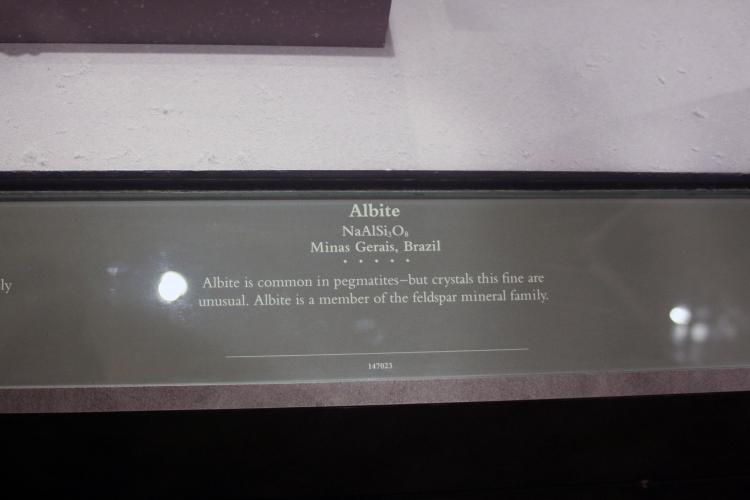 Albite
NaAlSi₃O₈
Minas Gerais, Brazil
• • • • •
ly
Albite is common in pegmatites—but crystals this fine are
unusual. Albite is a member of the feldspar mineral family.
147023